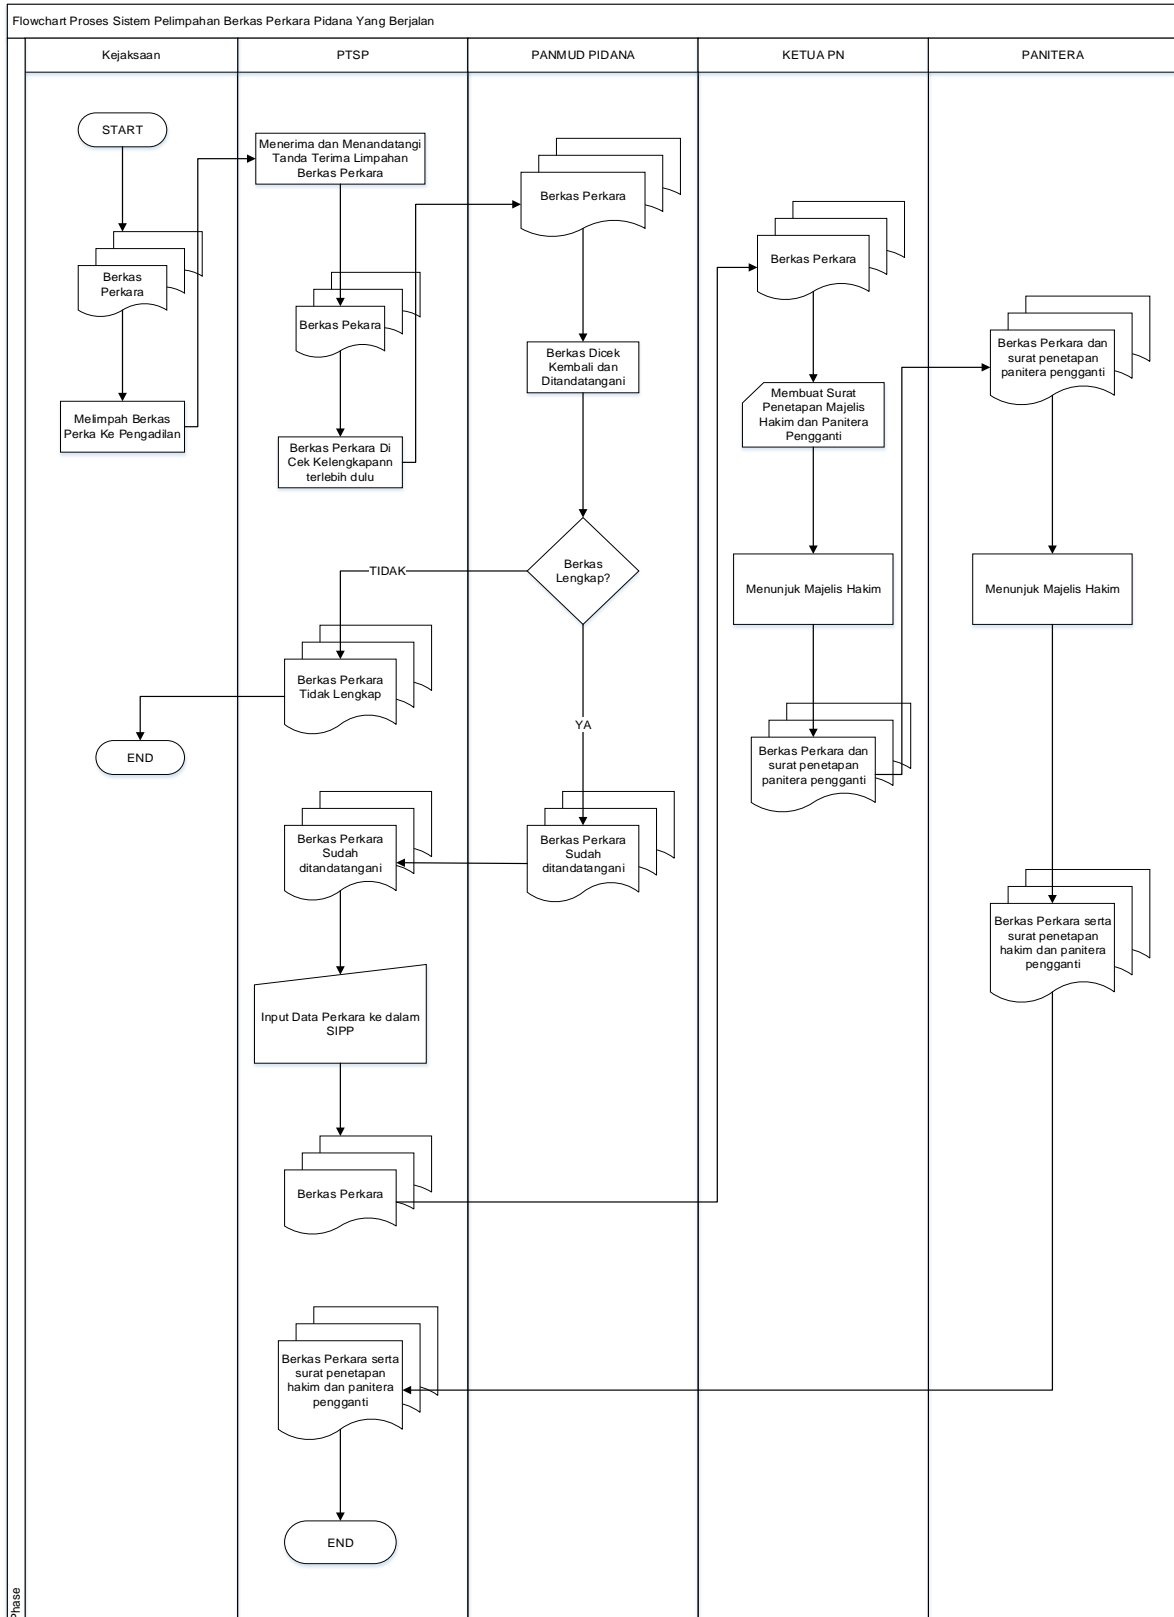 Flowchart Proses Sistem Pelimpahan Berkas Perkara Pidana Yang Berjalan
Kejaksaan
PTSP
PANMUD PIDANA
KETUA PN
PANITERA
START
Berkas
Perkara
Melimpah Berkas
Perka Ke Pengadilan
END
Menerima dan Menandatangi
Tanda Terima Limpahan
Berkas Perkara
Berkas Pekara
Berkas Perkara Di
Cek Kelengkapann
terlebih dulu
TIDAK
Berkas Perkara
Tidak Lengkap
Berkas Perkara
Sudah
ditandatangani
Input Data Perkara ke dalam
SIPP
Berkas Perkara
Berkas Perkara serta
surat penetapan
hakim dan panitera
pengganti
END
Berkas Perkara
Berkas Dicek
Kembali dan
Ditandatangani
Berkas
Lengkap?
YA
Berkas Perkara
Sudah
ditandatangani
Berkas Perkara
Membuat Surat
Penetapan Majelis
Hakim dan Panitera
Pengganti
Menunjuk Majelis Hakim
Berkas Perkara dan
surat penetapan
panitera pengganti
Berkas Perkara dan
surat penetapan
panitera pengganti
Menunjuk Majelis Hakim
Berkas Perkara serta
surat penetapan
hakim dan panitera
pengganti
Phase